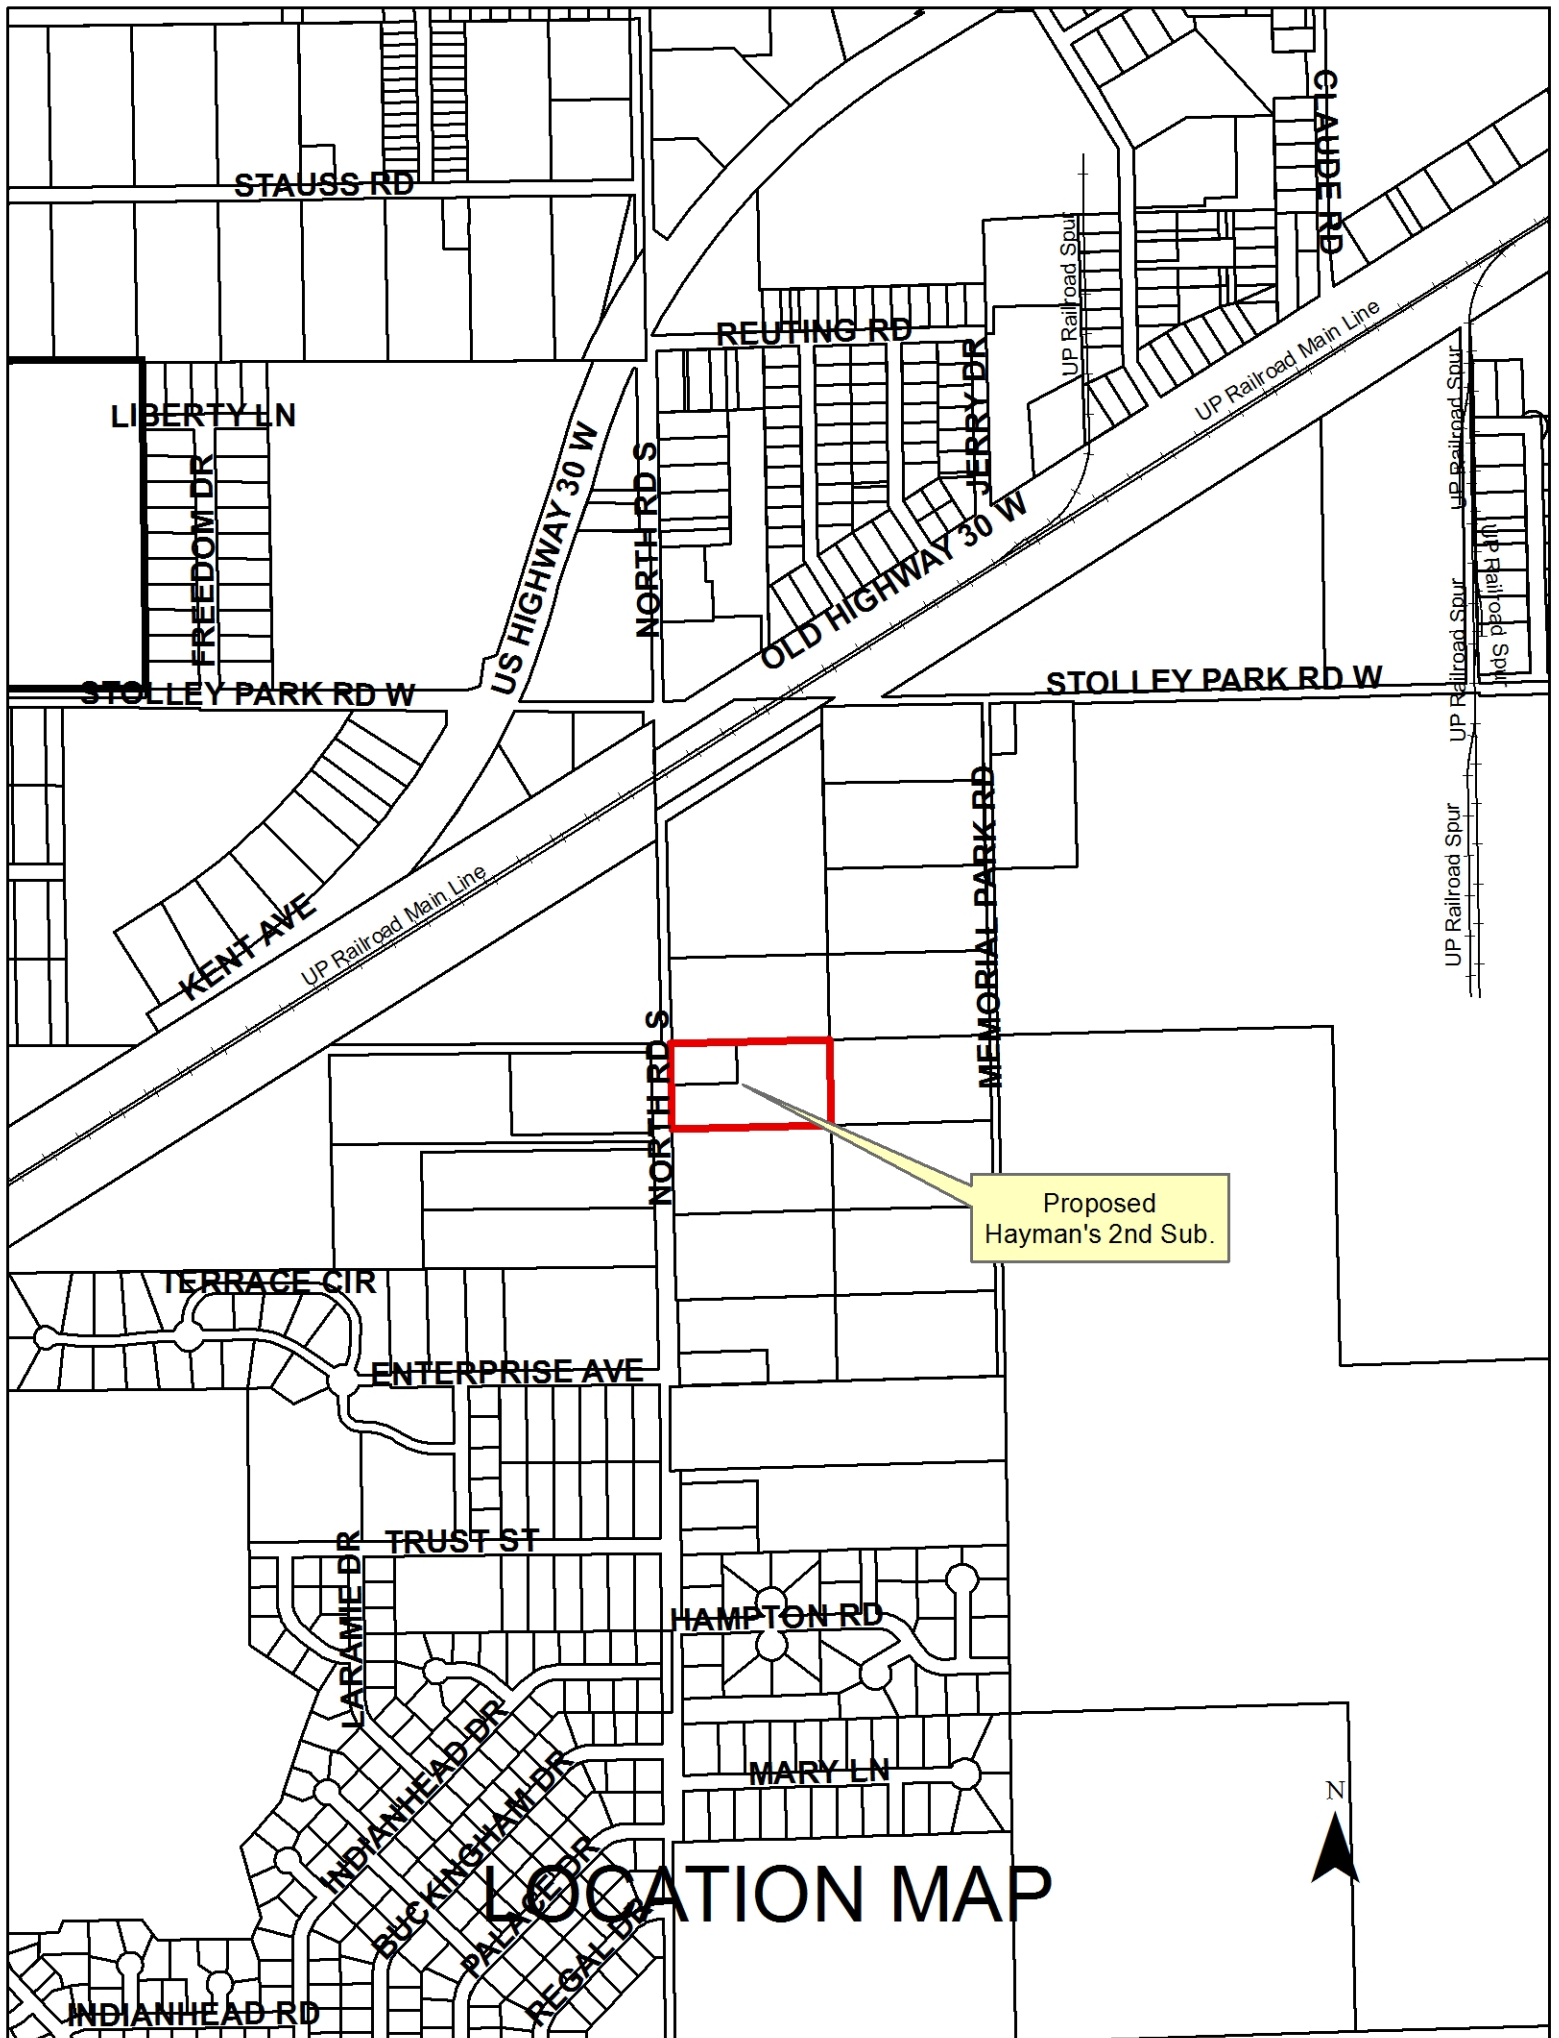 STAUSS RD
CLAUDE RD
UP Railroad Spur
REUTING RD
JERRY DR
UP Railroad Main Line
UP Railroad Spur
LIBERTY LN
FREEDOM DR
US HIGHWAY 30 W
NORTH RD S
OLD HIGHWAY 30 W
UP Railroad Spur
UP Railroad Spur
STOLLEY PARK RD W
STOLLEY PARK RD W
MEMORIAL PARK RD
UP Railroad Spur
KENT AVE
UP Railroad Main Line
NORTH RD S
Proposed
Hayman's 2nd Sub.
TERRACE CIR
ENTERPRISE AVE
TRUST ST
LARAMIE DR
HAMPTON RD
INDIANHEAD DR
BUCKINGHAM DR
MARY LN
N
PALACE DR
LOCATION MAP
REGAL DR
INDIANHEAD RD